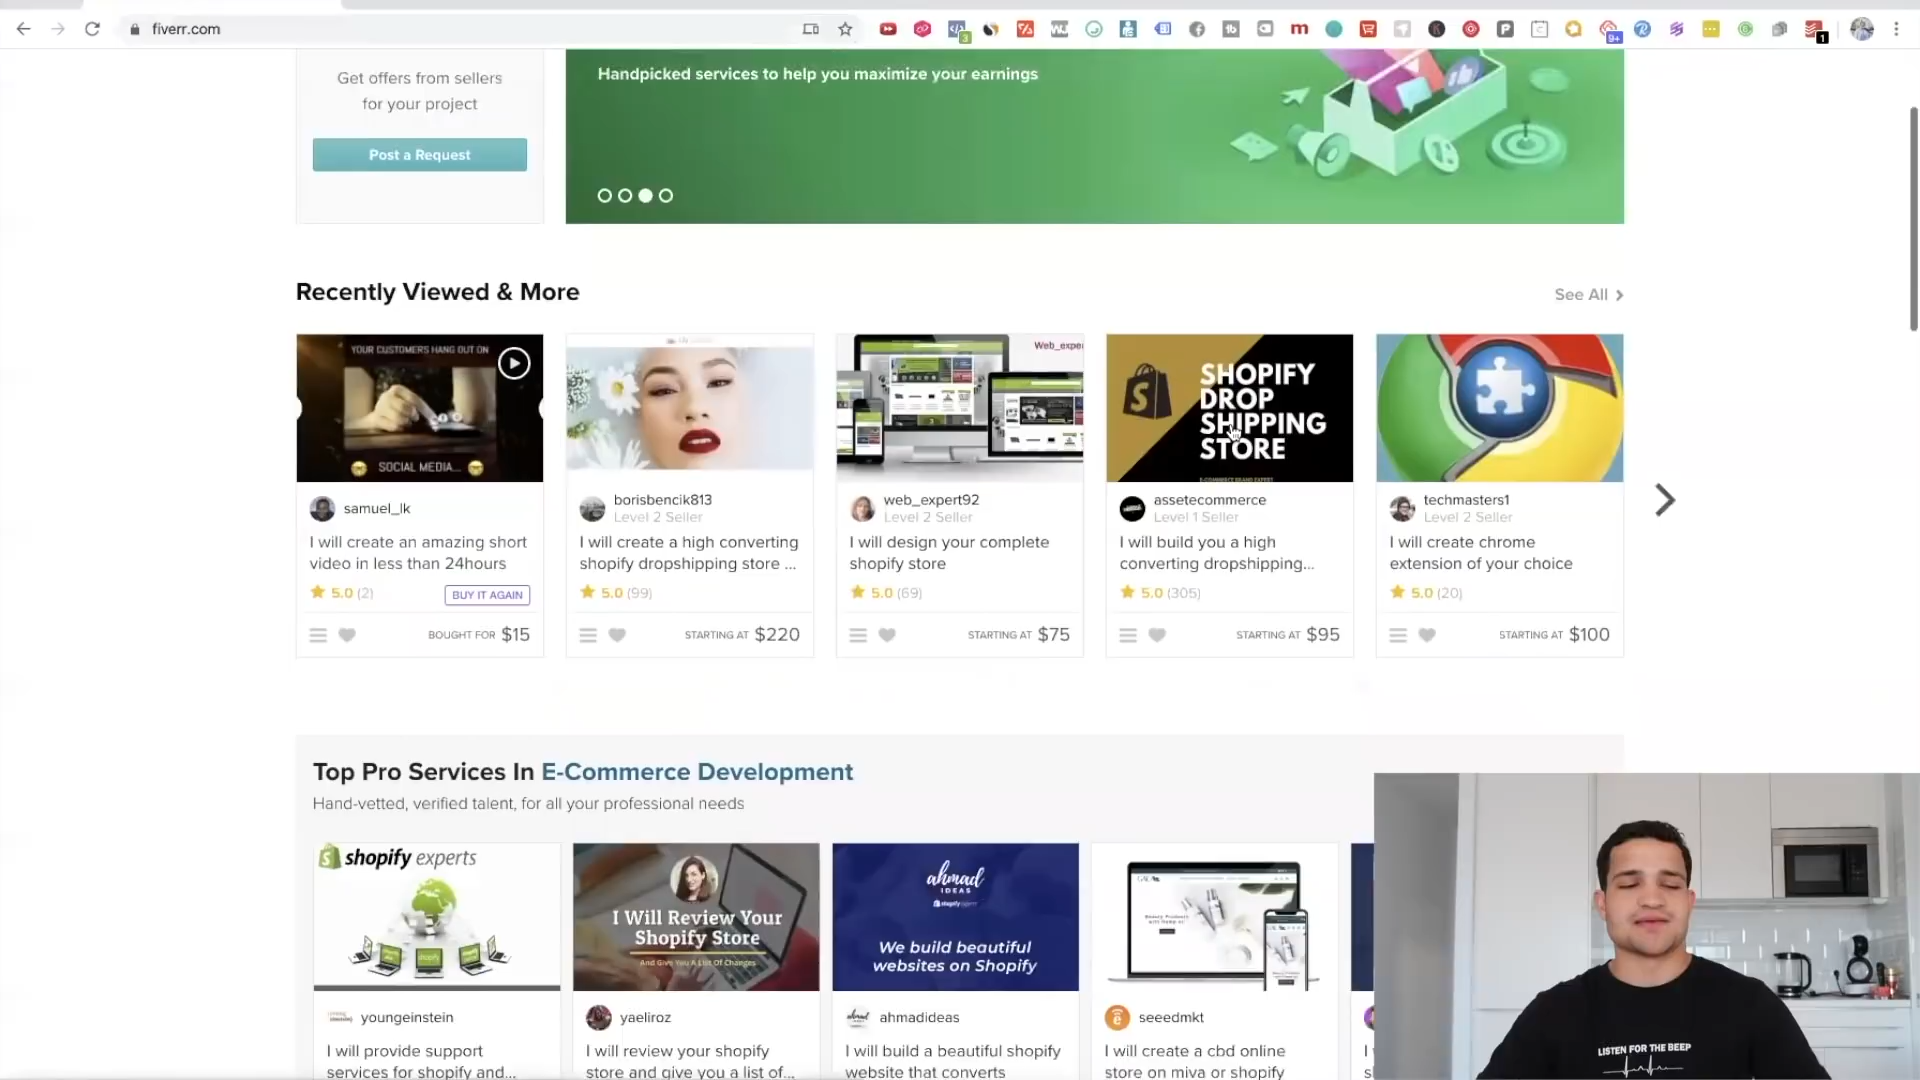 fiverr.com
3
9+
1
Get offers from sellers
for your project
Post a Request
Handpicked services to help you maximize your earnings
Recently Viewed & More
See All
YOUR CUSTOMERS HANG OUT ON
SOCIAL MEDIA...
samuel_lk
I will create an amazing short
video in less than 24hours
5.0 (2)
BUY IT AGAIN
BOUGHT FOR $15
borisbencik813
Level 2 Seller
I will create a high converting
shopify dropshipping store ...
5.0 (99)
STARTING AT $220
Web_expe
web_expert92
Level 2 Seller
I will design your complete
shopify store
5.0 (69)
STARTING AT $75
SHOPIFY
DROP
SHIPPING
STORE
E-COMMERCE BRAND EXPERT
assetecommerce
Level 1 Seller
I will build you a high
converting dropshipping...
5.0 (305)
STARTING AT $95
techmasters1
Level 2 Seller
I will create chrome
extension of your choice
5.0 (20)
STARTING AT $100
Top Pro Services In E-Commerce Development
Hand-vetted, verified talent, for all your professional needs
shopify experts
youngeinstein
I will provide support
services for shopify and...
I Will Review Your
Shopify Store
And Give You A List Of Changes
yaeliroz
I will review your shopify
store and give you a list of...
ahmad
IDEAS
We build beautiful
websites on Shopify
ahmadideas
I will build a beautiful shopify
website that converts
seeedmkt
I will create a cbd online
store on miva or shopify
LISTEN FOR THE BEEP